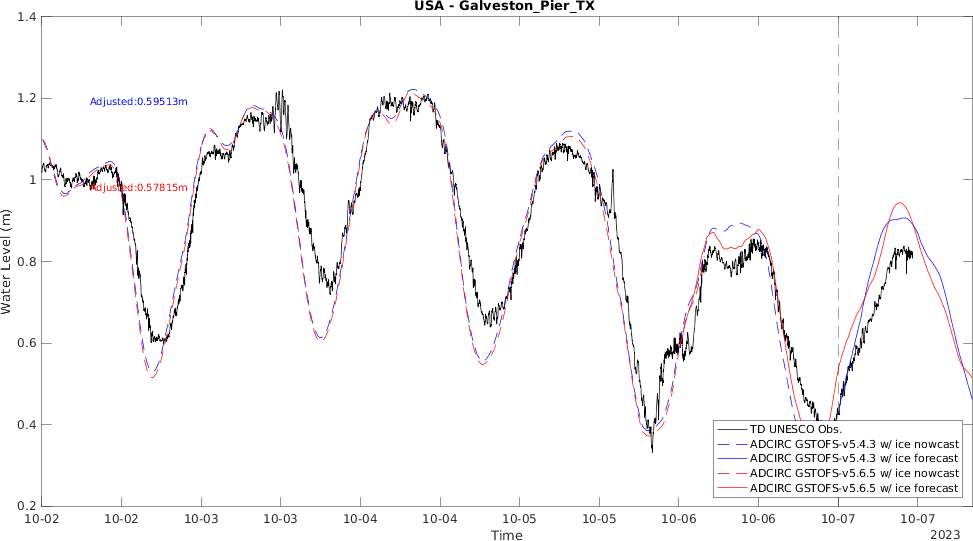 USA - Galveston_Pier_TX
1.4
1.2
1
0.8
0.6
0.4
0.2
Water Level (m)
Adjusted:0.59513m
Adjusted:0.57815m
TD UNESCO Obs.
ADCIRC GSTOFS-v5.4.3 w/ ice nowcast
ADCIRC GSTOFS-v5.4.3 w/ ice forecast
ADCIRC GSTOFS-v5.6.5 w/ ice nowcast
ADCIRC GSTOFS-v5.6.5 w/ ice forecast
10-02 10-02 10-03 10-03 10-04 10-04 10-05 10-05 10-06 10-06 10-07 10-07
Time
2023